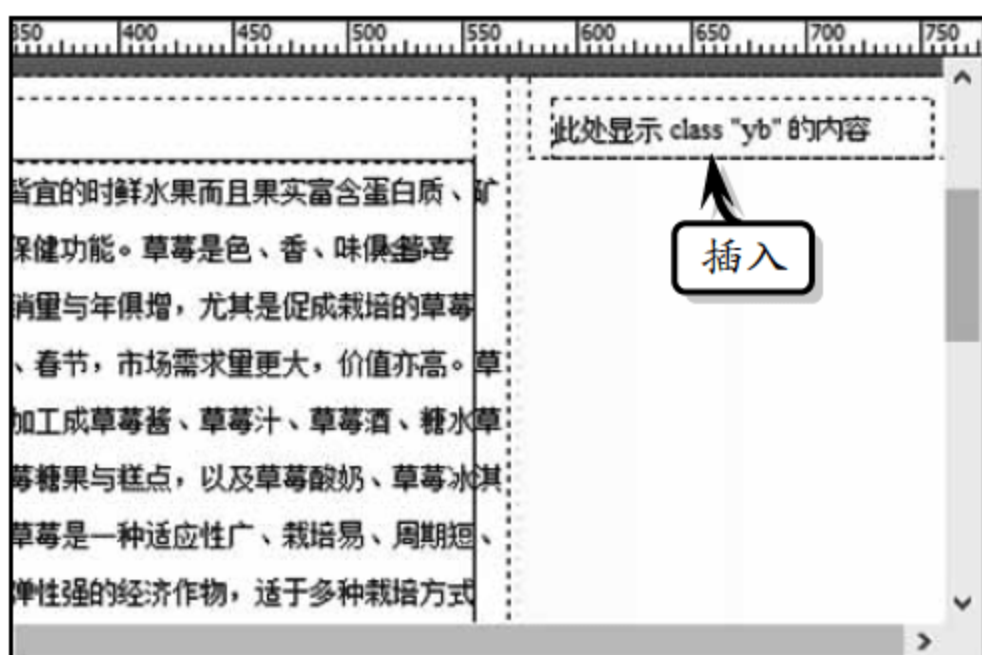 350 400 450 500 550 600 650 700 750
此处显示 class "yb" 的内容
插入
皆宜的时鲜水果而且果实富含蛋白质、矿
保健功能。草莓是色、香、味俱 喜
销量与年俱增，尤其是促成栽培的草莓
、春节，市场需求量更大，价值亦高。草
加工成草莓酱、草莓汁、草莓酒、糖水草
莓糖果与糕点，以及草莓酸奶、草莓冰淇
草莓是一种适应性广、栽培易、周期短、
弹性强的经济作物，适于多种栽培方式